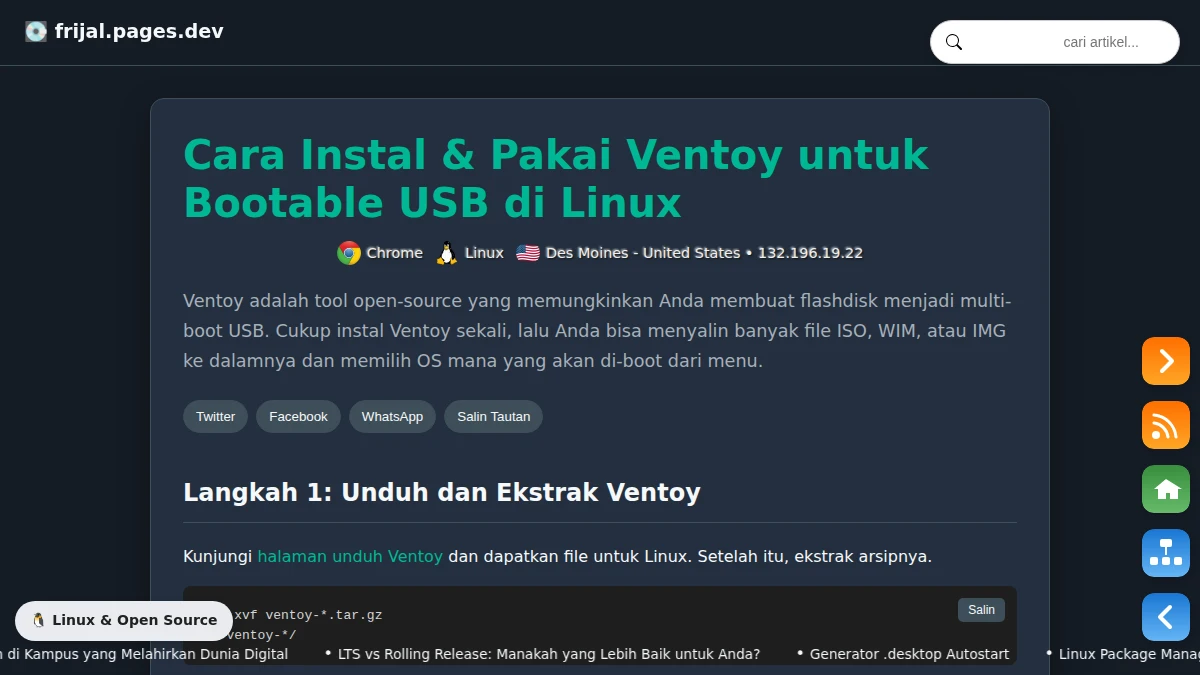 frijal.pages.dev
cari artikel...
Cara Instal & Pakai Ventoy untuk
Bootable USB di Linux
Chrome Linux Des Moines - United States • 132.196.19.22
Ventoy adalah tool open-source yang memungkinkan Anda membuat flashdisk menjadi multi-
boot USB. Cukup instal Ventoy sekali, lalu Anda bisa menyalin banyak file ISO, WIM, atau IMG
ke dalamnya dan memilih OS mana yang akan di-boot dari menu.
Twitter Facebook WhatsApp Salin Tautan
Langkah 1: Unduh dan Ekstrak Ventoy
Kunjungi halaman unduh Ventoy dan dapatkan file untuk Linux. Setelah itu, ekstrak arsipnya.
Salin
xvf ventoy-*.tar.gz
ventoy-*/
Linux & Open Source
di Kampus yang Melahirkan Dunia Digital • LTS vs Rolling Release: Manakah yang Lebih Baik untuk Anda? • Generator .desktop Autostart • Linux Package